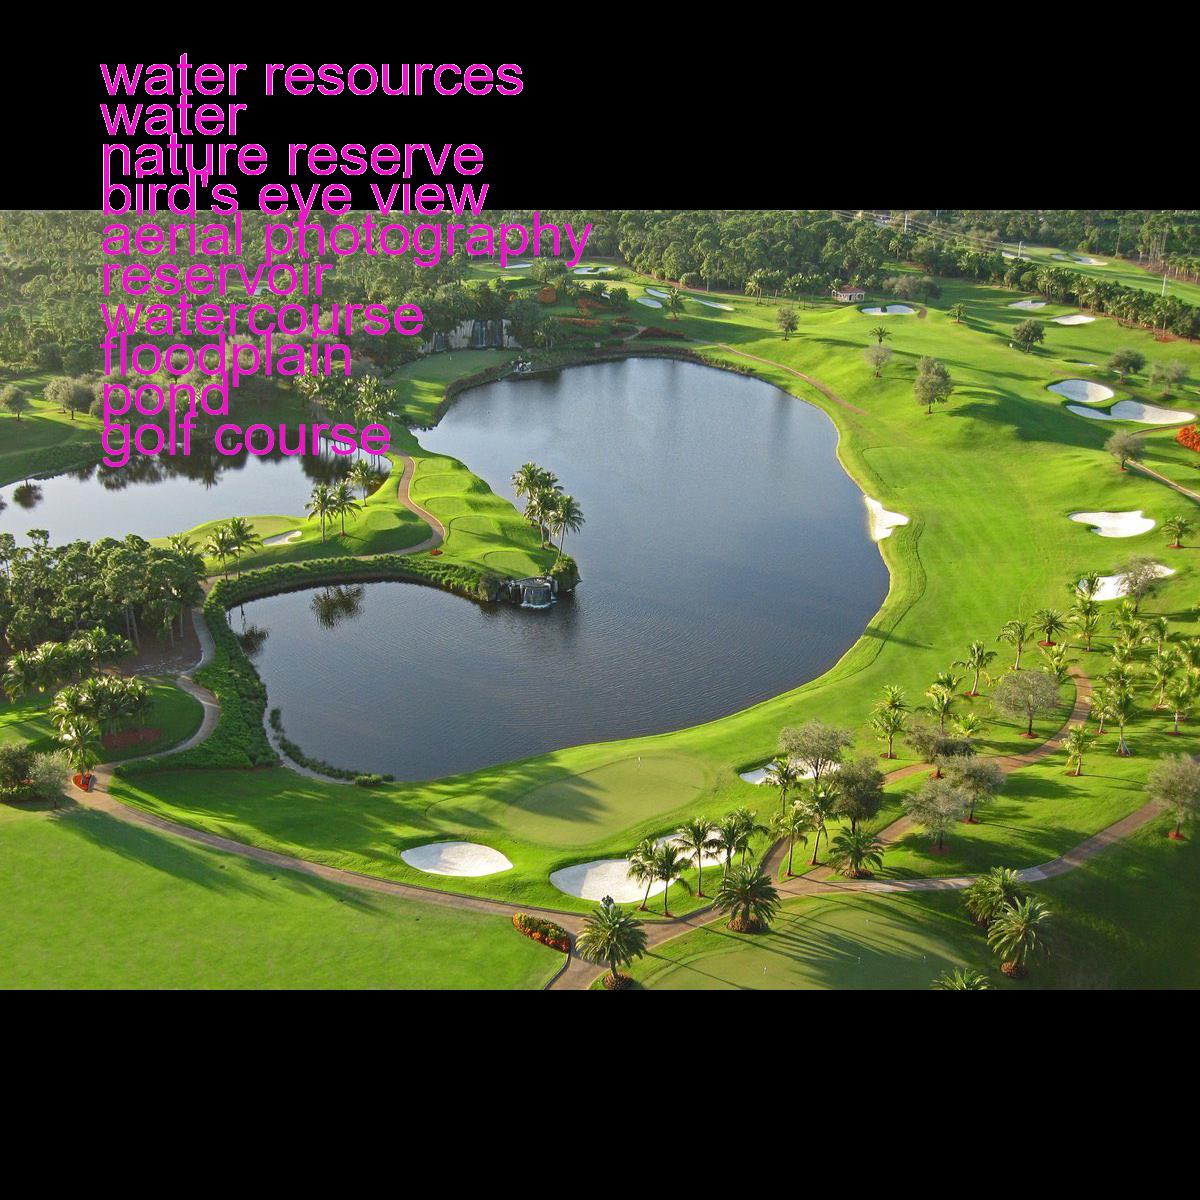 water resources
water
nature reserve
bird's eye view
aerial photography
reservoir
watercourse
floodplain
pond
golf course